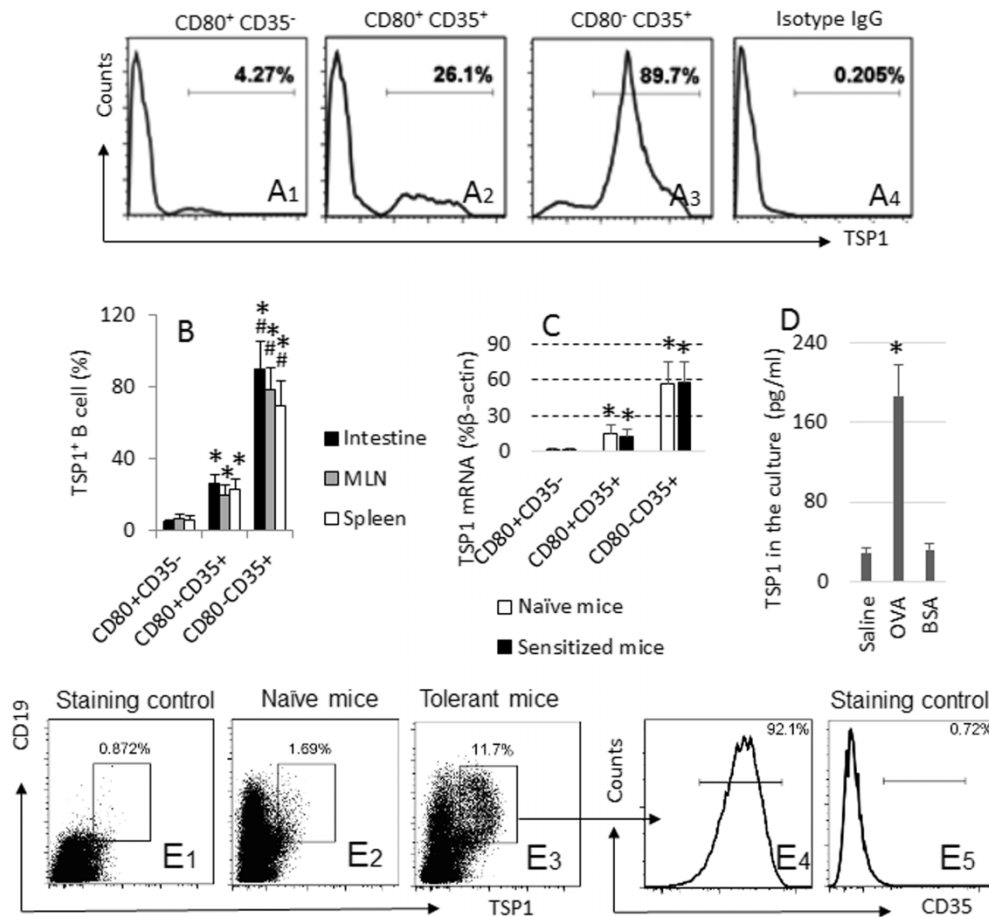 CD80⁺ CD35⁻ CD80⁺ CD35⁺ CD80⁻ CD35⁺ Isotype IgG
Counts
4.27% 26.1% 89.7% 0.205%
A1 A2 A3 A4
TSP1
B
TSP1⁺ B cell (%)
120
80
40
0
* # * # * #
* * *
CD80+CD35-
CD80+CD35+
CD80-CD35+
Intestine
MLN
Spleen
C
TSP1 mRNA (%β-actin)
90
60
30
0
* *
* *
CD80+CD35-
CD80+CD35+
CD80-CD35+
Naïve mice
Sensitized mice
D
TSP1 in the culture (pg/ml)
240
160
80
0
*
Saline
OVA
BSA
Staining control Naïve mice Tolerant mice Staining control
CD19
0.872% 1.69% 11.7% 92.1% 0.72%
Counts
E1 E2 E3 E4 E5
TSP1 CD35